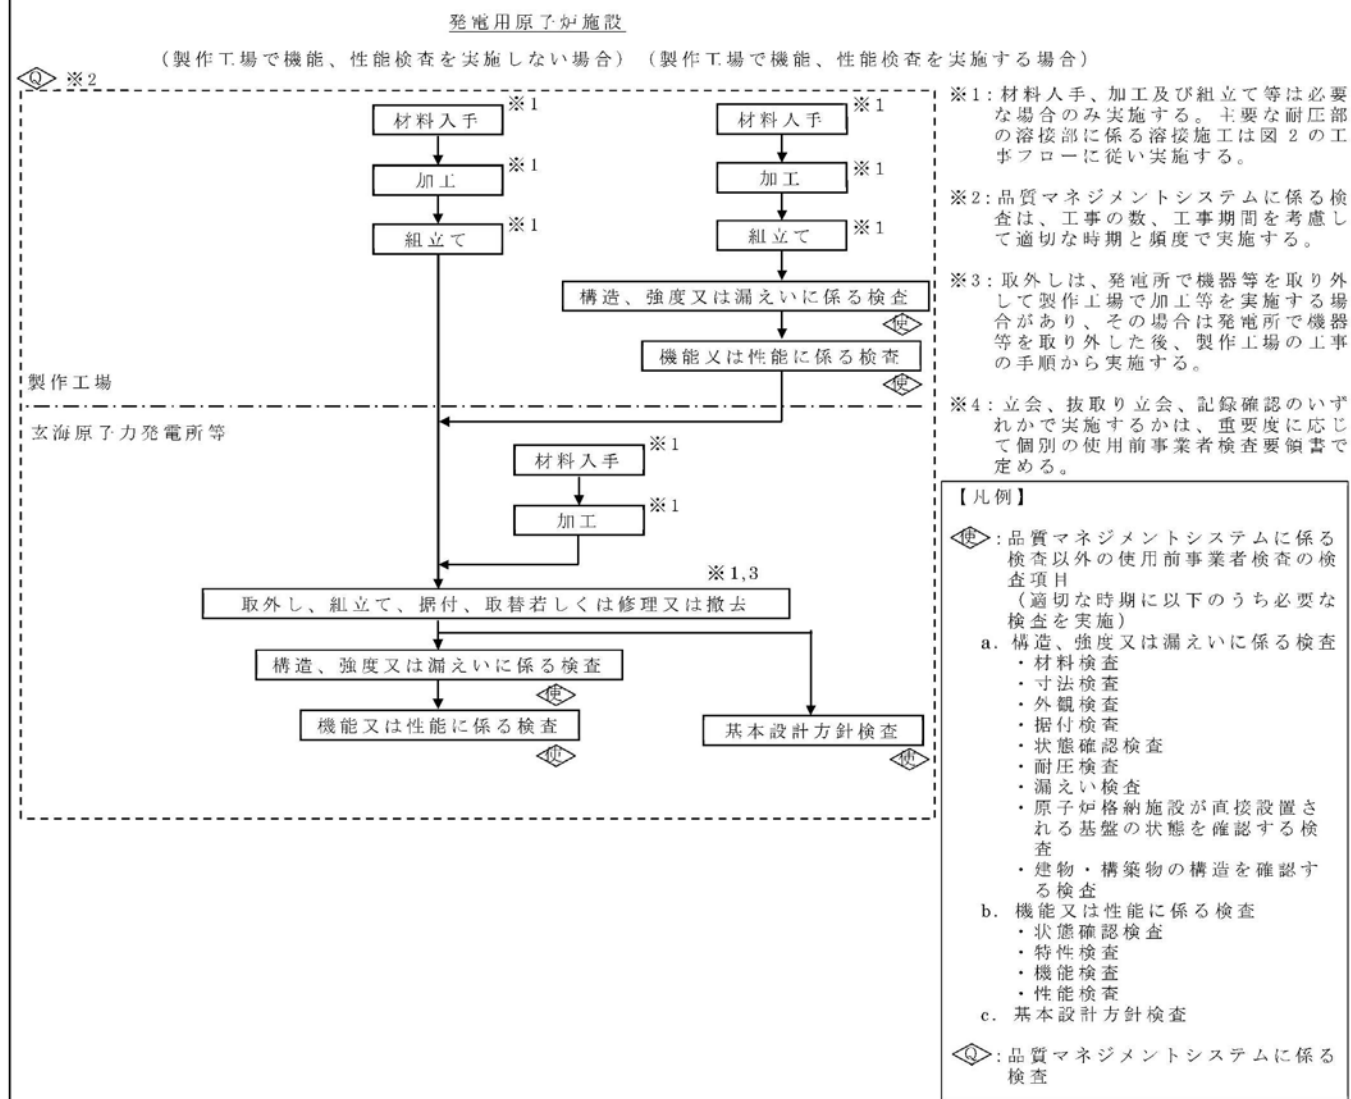 発電用原子炉施設
（製作工場で機能、性能検査を実施しない場合）（製作工場で機能、性能検査を実施する場合）
Q ※2
材料入手 ※1
加工 ※1
組立て ※1
材料入手 ※1
加工 ※1
組立て ※1
構造、強度又は漏えいに係る検査
使
機能又は性能に係る検査
使
製作工場
玄海原子力発電所等
材料入手 ※1
加工 ※1
※1,3
取外し、組立て、据付、取替若しくは修理又は撤去
構造、強度又は漏えいに係る検査
使
機能又は性能に係る検査
使
基本設計方針検査
使
※1：材料入手、加工及び組立て等は必要
な場合のみ実施する。主要な耐圧部
の溶接部に係る溶接施工は図2の工
事フローに従い実施する。
※2：品質マネジメントシステムに係る検
査は、工事の数、工事期間を考慮し
て適切な時期と頻度で実施する。
※3：取外しは、発電所で機器等を取り外
して製作工場で加工等を実施する場
合があり、その場合は発電所で機器
等を取り外した後、製作工場の工事
の手順から実施する。
※4：立会、抜取り立会、記録確認のいず
れかで実施するかは、重要度に応じ
て個別の使用前事業者検査要領書で
定める。
【凡例】
使：品質マネジメントシステムに係る
検査以外の使用前事業者検査の検
査項目
（適切な時期に以下のうち必要な
検査を実施）
a. 構造、強度又は漏えいに係る検査
・材料検査
・寸法検査
・外観検査
・据付検査
・状態確認検査
・耐圧検査
・漏えい検査
・原子炉格納施設が直接設置さ
れる基盤の状態を確認する検
査
・建物・構築物の構造を確認す
る検査
b. 機能又は性能に係る検査
・状態確認検査
・特性検査
・機能検査
・性能検査
c. 基本設計方針検査
Q：品質マネジメントシステムに係る
検査